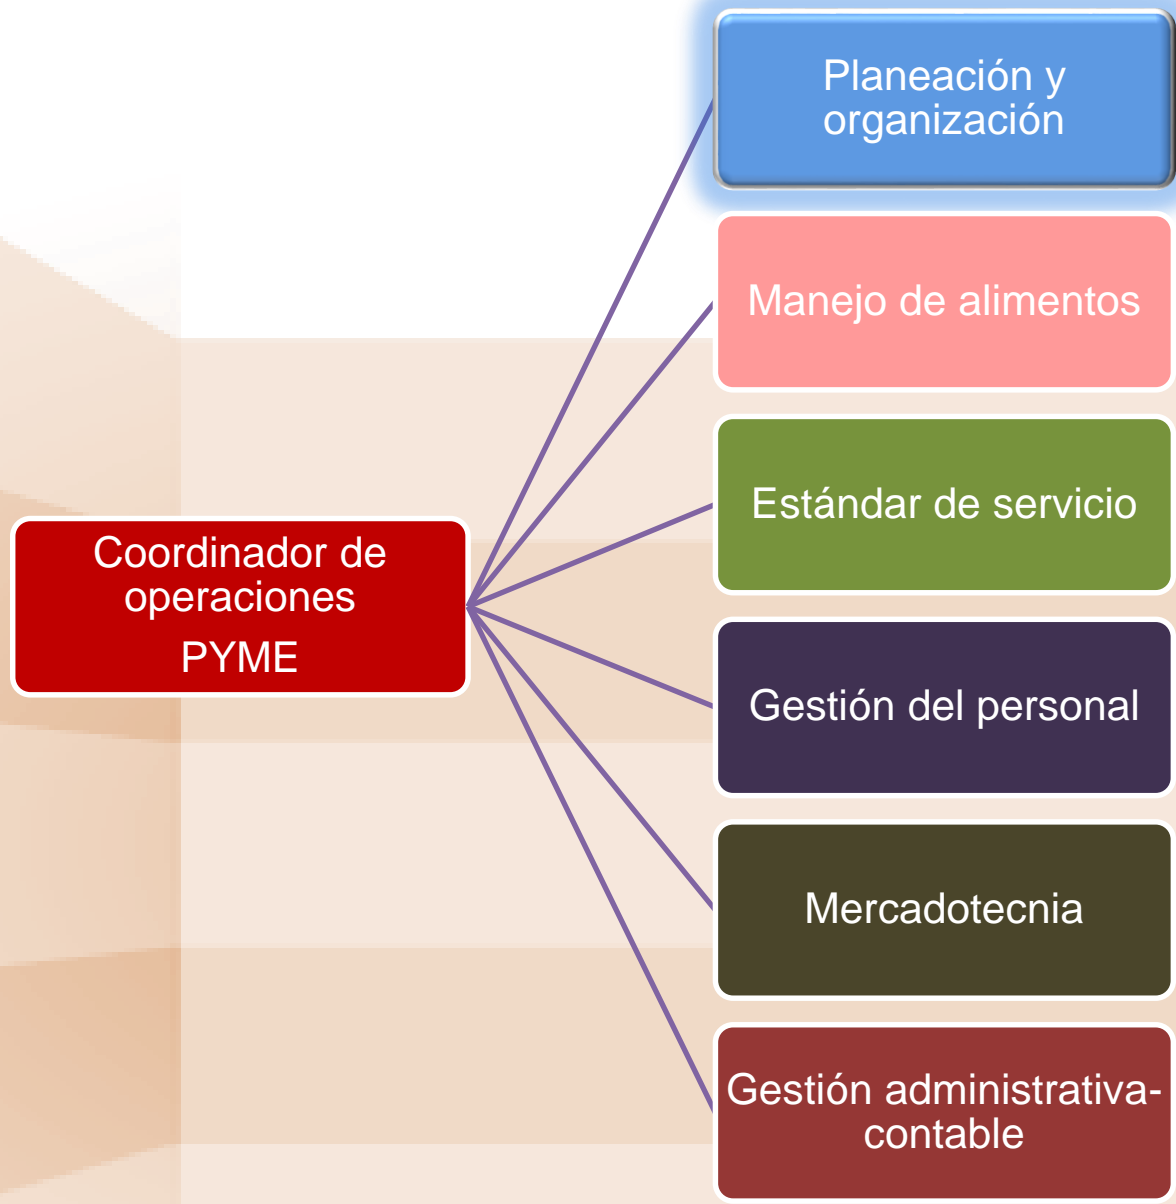 Planeación y
organización
Manejo de alimentos
Estándar de servicio
Coordinador de
operaciones
PYME
Gestión del personal
Mercadotecnia
Gestión administrativa-
contable